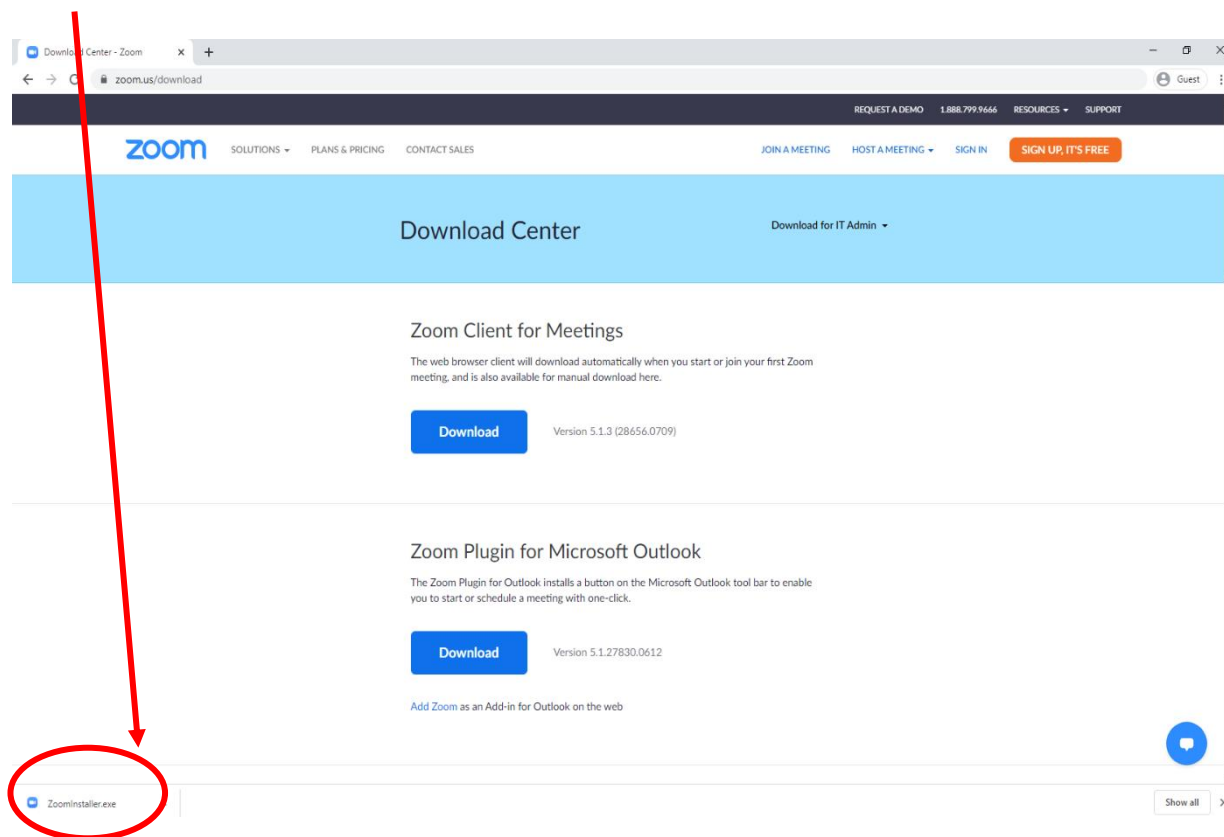 Download Center - Zoom
zoom.us/download
Guest
REQUEST A DEMO 1.888.799.9666 RESOURCES SUPPORT
zoom SOLUTIONS PLANS & PRICING CONTACT SALES JOIN A MEETING HOST A MEETING SIGN IN SIGN UP, IT'S FREE
Download Center Download for IT Admin
Zoom Client for Meetings
The web browser client will download automatically when you start or join your first Zoom
meeting, and is also available for manual download here.
Download Version 5.1.3 (28656.0709)
Zoom Plugin for Microsoft Outlook
The Zoom Plugin for Outlook installs a button on the Microsoft Outlook tool bar to enable
you to start or schedule a meeting with one-click.
Download Version 5.1.27830.0612
Add Zoom as an Add-in for Outlook on the web
ZoomInstaller.exe Show all